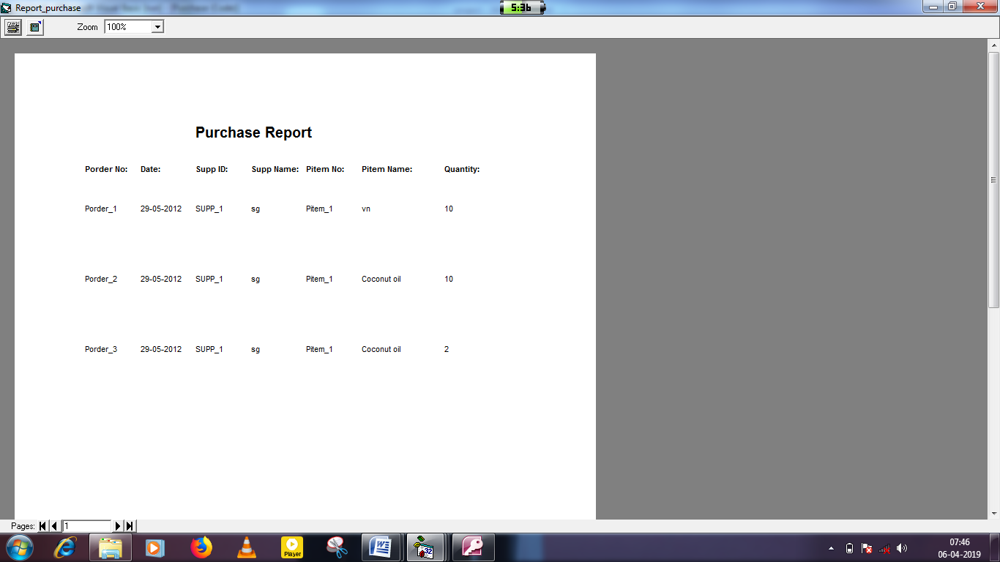 Report_purchase
5:36
Zoom 100%
Purchase Report
Porder No: Date: Supp ID: Supp Name: Pitem No: Pitem Name: Quantity:
Porder_1 29-05-2012 SUPP_1 sg Pitem_1 vn 10
Porder_2 29-05-2012 SUPP_1 sg Pitem_1 Coconut oil 10
Porder_3 29-05-2012 SUPP_1 sg Pitem_1 Coconut oil 2
Pages: 1
Player
32
07:46
06-04-2019